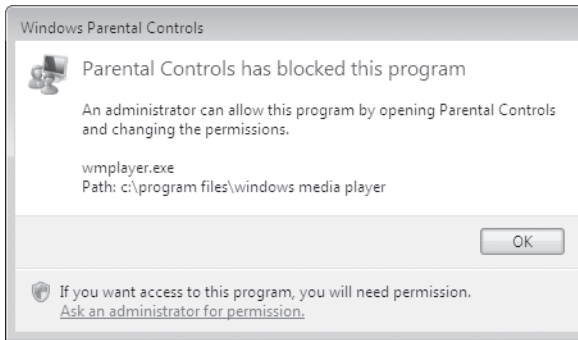 Windows Parental Controls
Parental Controls has blocked this program
An administrator can allow this program by opening Parental Controls
and changing the permissions.
wmplayer.exe
Path: c:\program files\windows media player
OK
If you want access to this program, you will need permission.
Ask an administrator for permission.